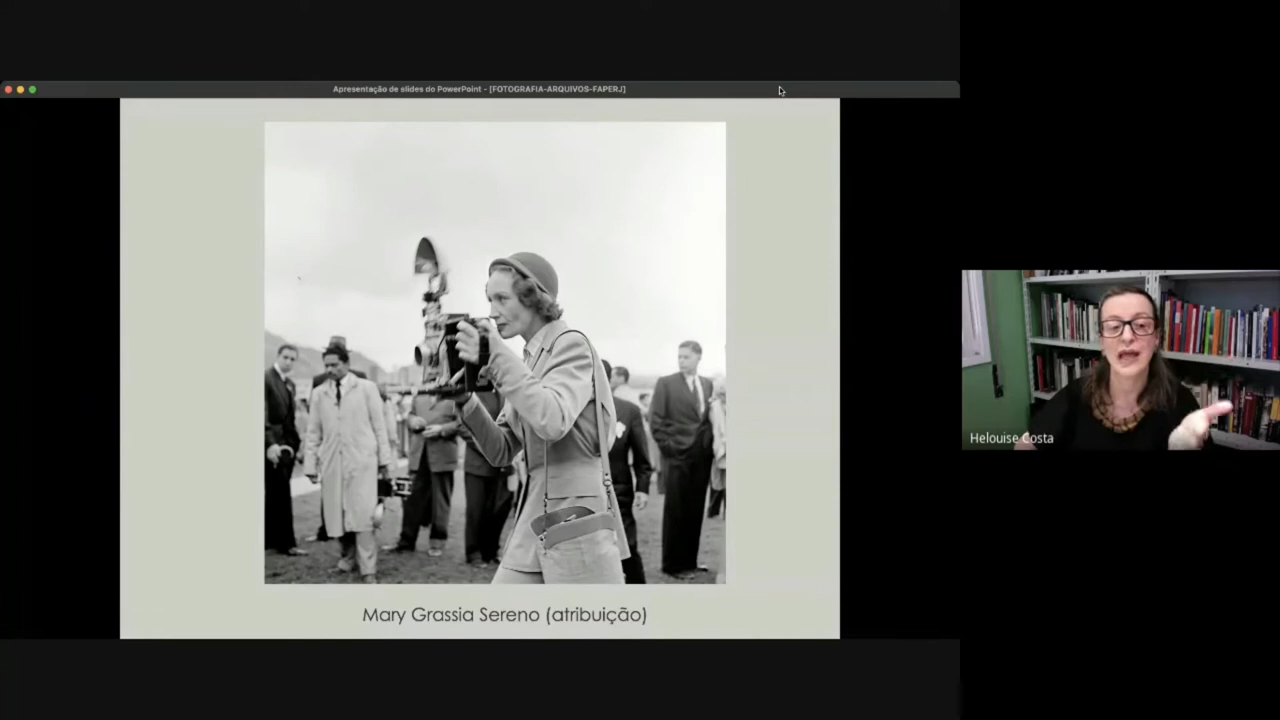 Apresentação de slides do PowerPoint - [FOTOGRAFIA-ARQUIVOS-FAPERJ]
Mary Grassia Sereno (atribuição)
Helouise Costa